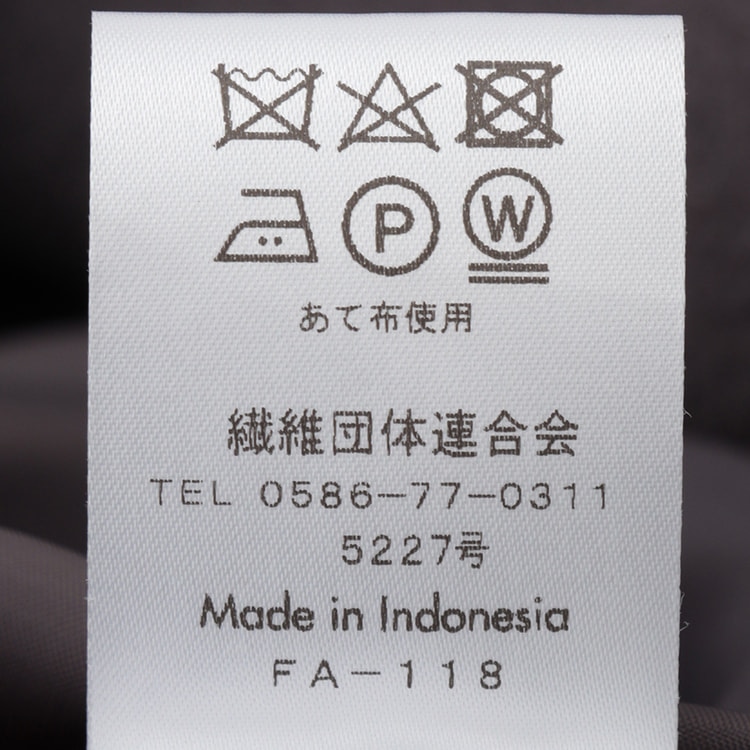 P W
あて布使用
繊維団体連合会
TEL 0586-77-0311
5227号
Made in Indonesia
FA-118